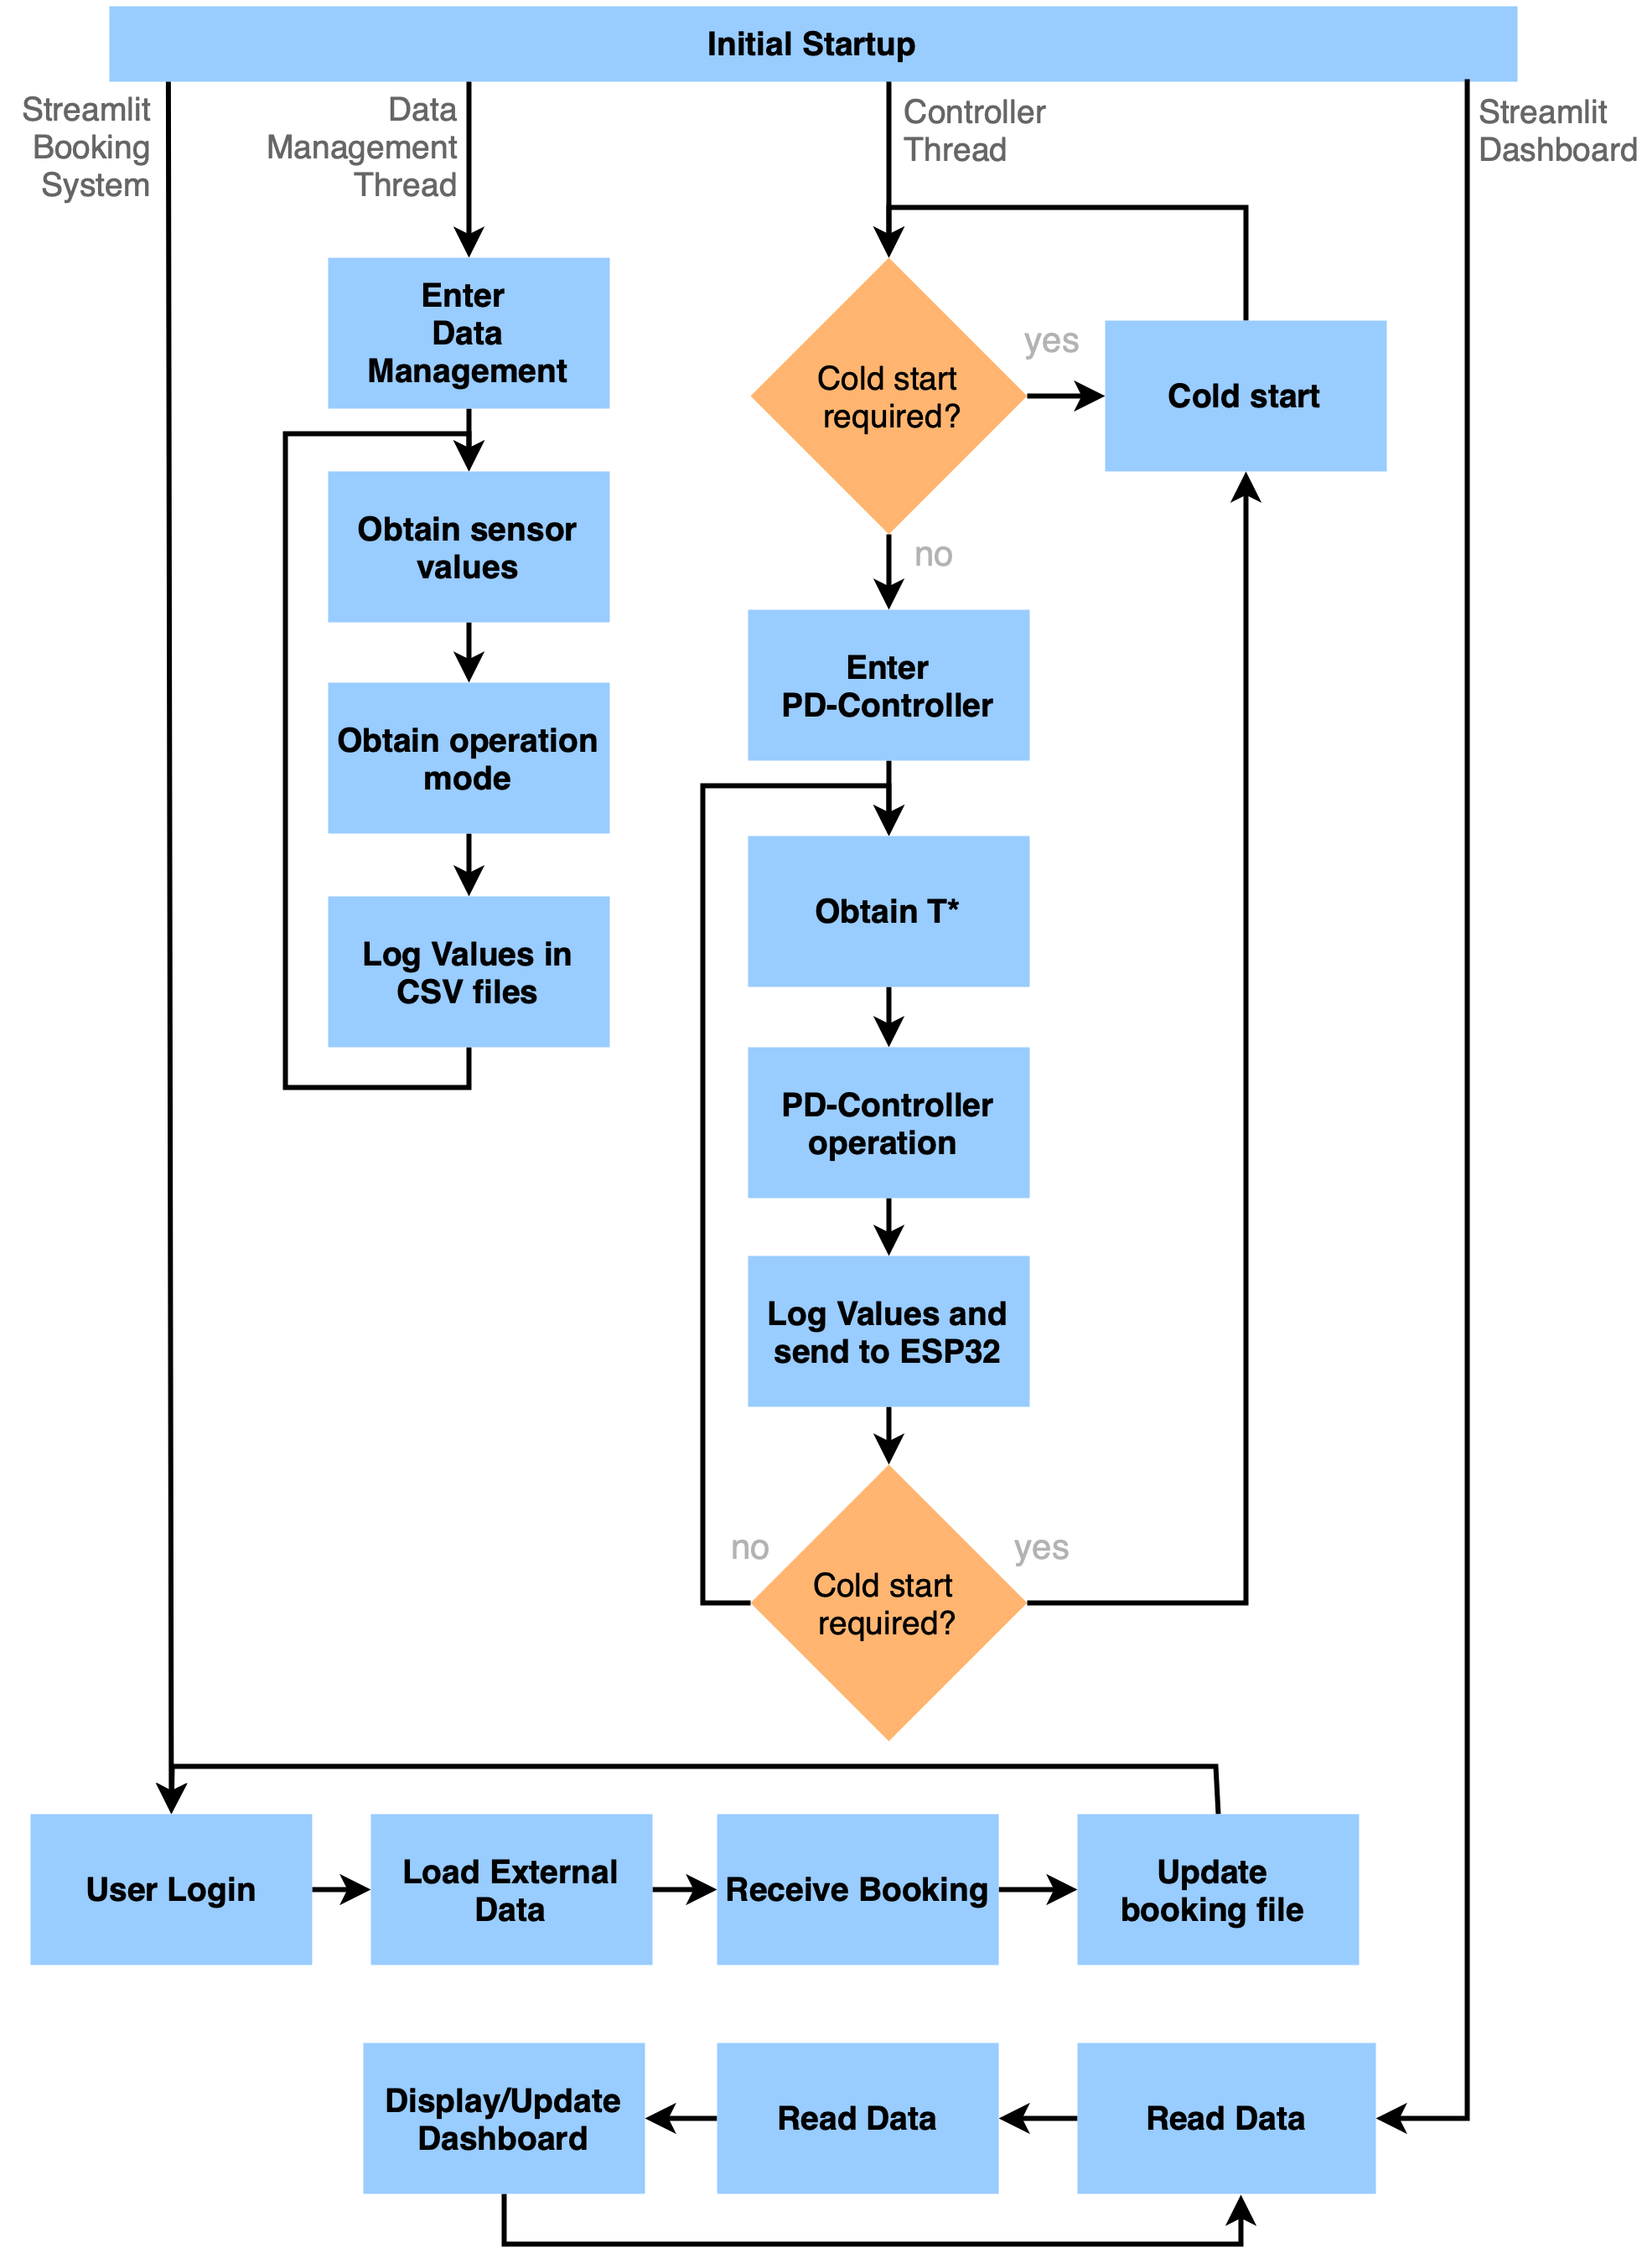 Initial Startup
Streamlit
Booking
System
Data
Management
Thread
Controller
Thread
Streamlit
Dashboard
Enter
Data
Management
Cold start
required?
yes
Cold start
Obtain sensor
values
no
Enter
PD-Controller
Obtain operation
mode
Obtain T*
Log Values in
CSV files
PD-Controller
operation
Log Values and
send to ESP32
no
Cold start
required?
yes
User Login
Load External
Data
Receive Booking
Update
booking file
Display/Update
Dashboard
Read Data
Read Data